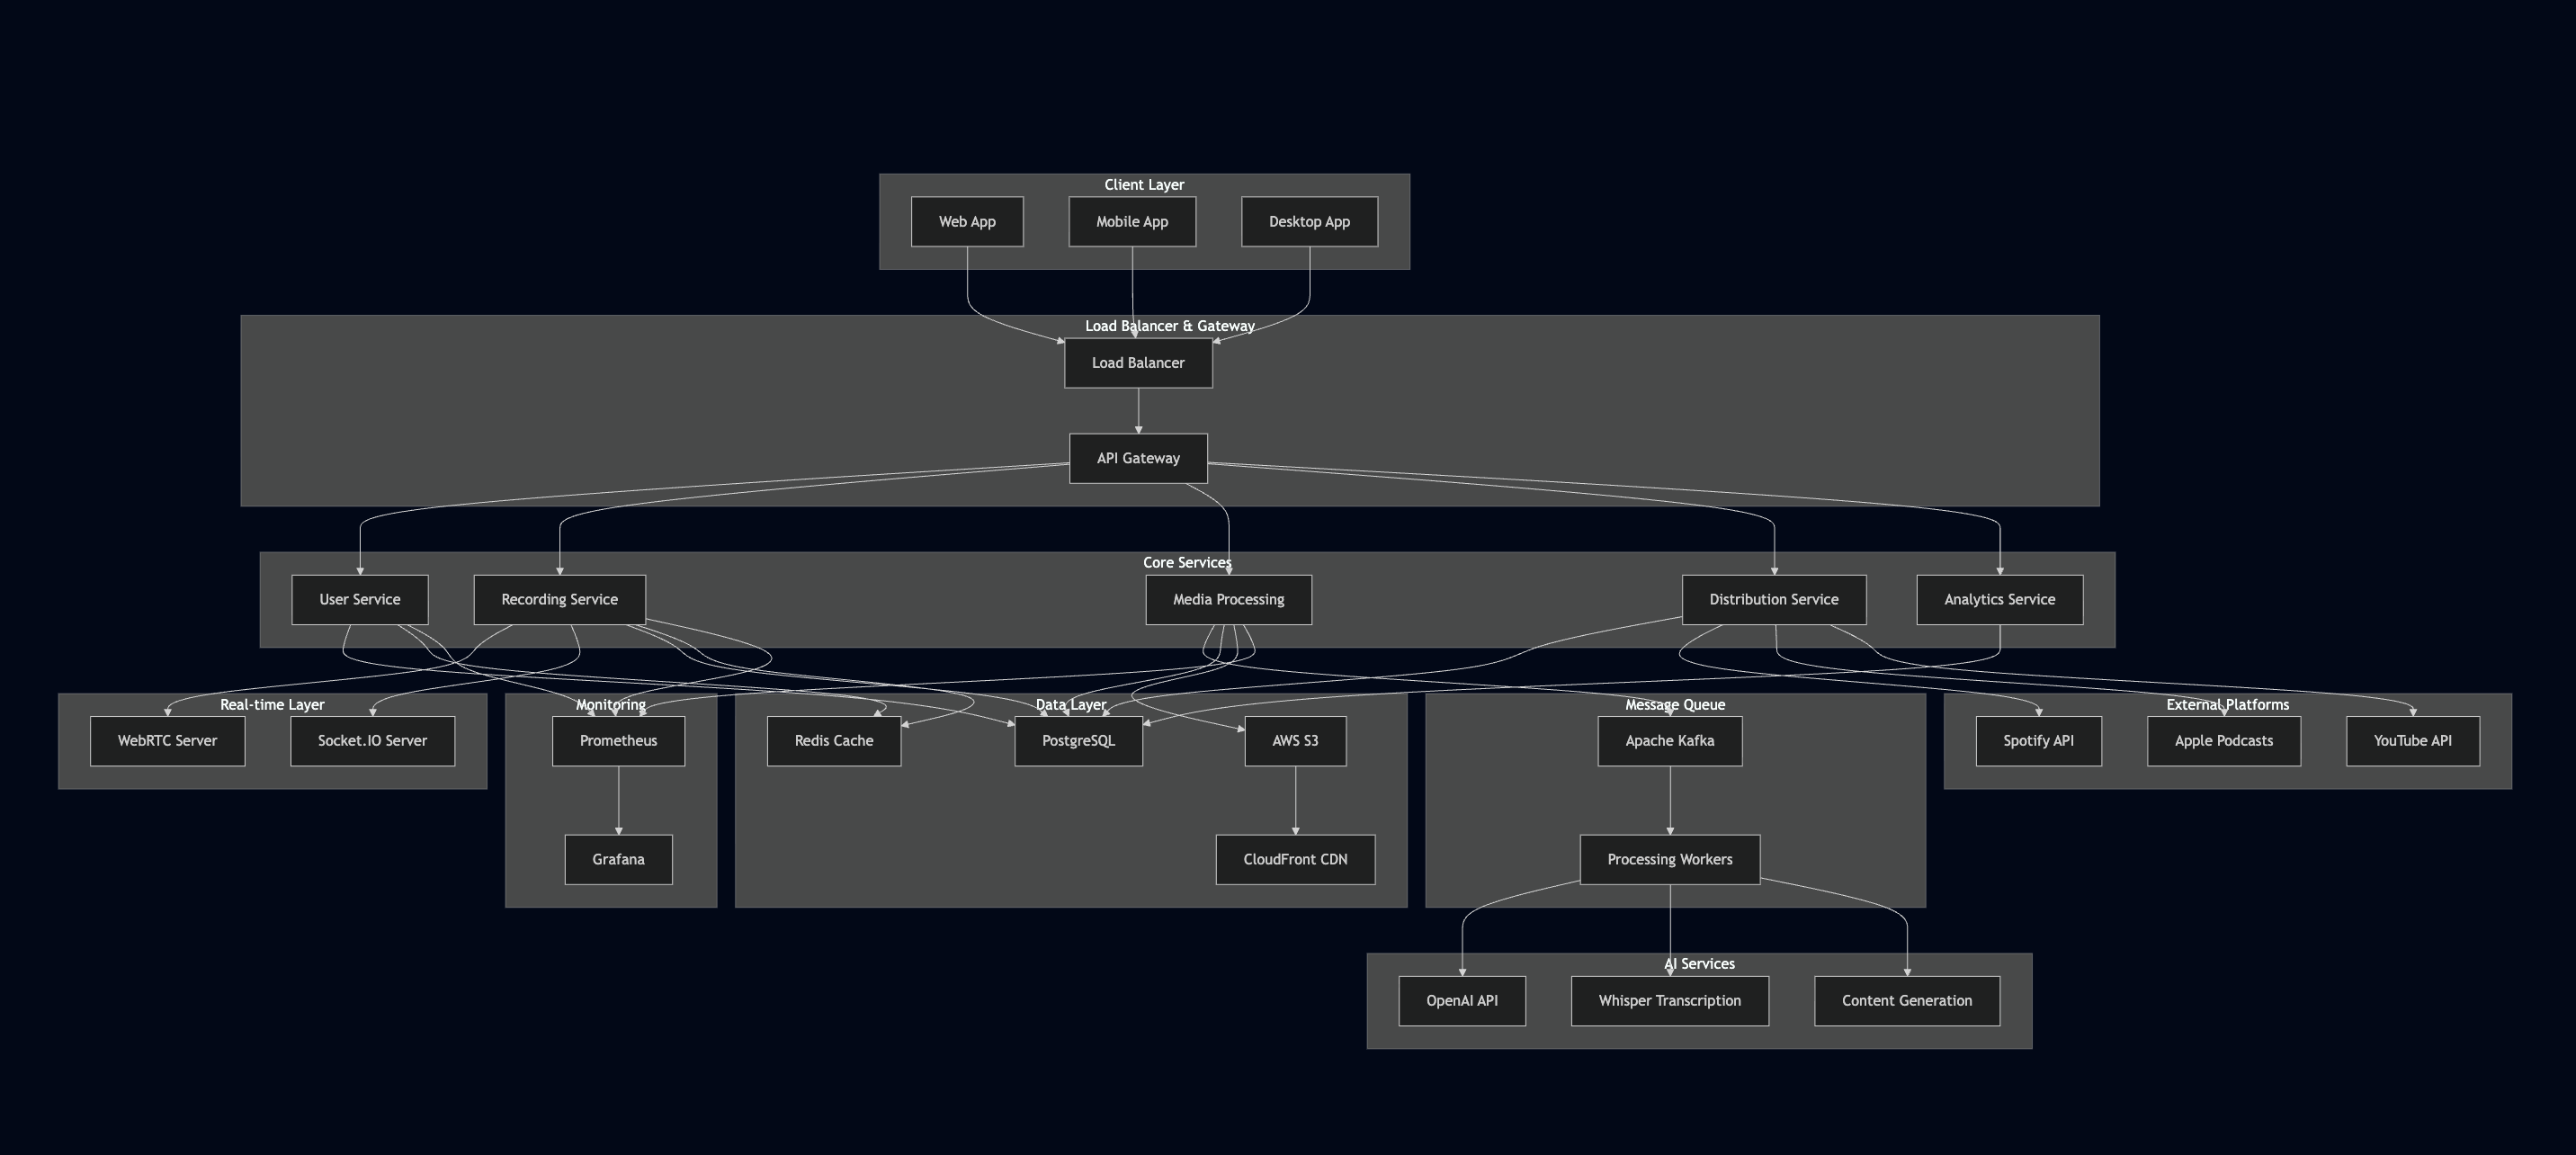 Client Layer
Web App
Mobile App
Desktop App
Load Balancer & Gateway
Load Balancer
API Gateway
Core Services
User Service
Recording Service
Media Processing
Distribution Service
Analytics Service
Real-time Layer
WebRTC Server
Socket.IO Server
Monitoring
Prometheus
Grafana
Data Layer
Redis Cache
PostgreSQL
AWS S3
CloudFront CDN
Message Queue
Apache Kafka
Processing Workers
External Platforms
Spotify API
Apple Podcasts
YouTube API
AI Services
OpenAI API
Whisper Transcription
Content Generation